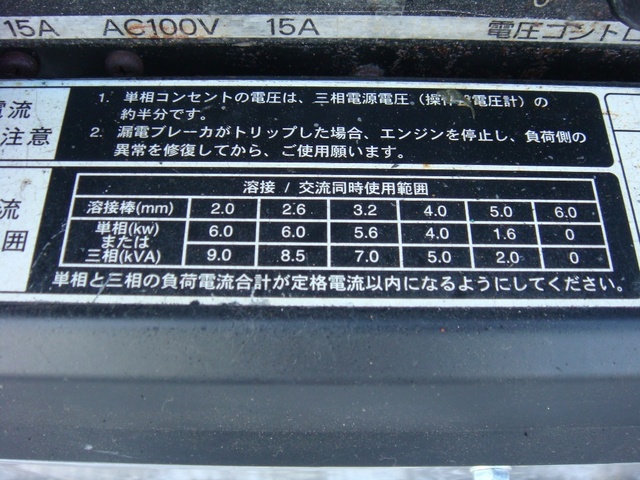 15A AC100V 15A 電圧コントロ
電流 1. 単相コンセントの電圧は、三相電源電圧（操作 電圧計）の
約半分です。
注意 2. 漏電ブレーカがトリップした場合、エンジンを停止し、負荷側の
異常を修復してから、ご使用願います。
溶接 / 交流同時使用範囲
流 溶接棒(mm) 2.0 2.6 3.2 4.0 5.0 6.0
囲 単相(kw) 6.0 6.0 5.6 4.0 1.6 0
または
三相(kVA) 9.0 8.5 7.0 5.0 2.0 0
単相と三相の負荷電流合計が定格電流以内になるようにしてください。